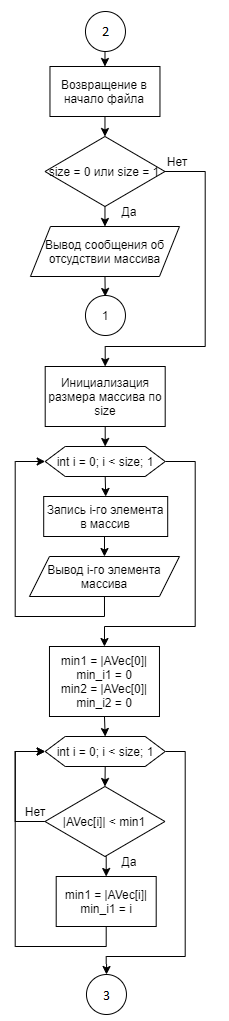 2
Возвращение в
начало файла
size = 0 или size = 1
Нет
Да
Вывод сообщения об
отсудствии массива
1
Инициализация
размера массива по
size
int i = 0; i < size; 1
Запись i-го элемента
в массив
Вывод i-го элемента
массива
min1 = |AVec[0]|
min_i1 = 0
min2 = |AVec[0]|
min_i2 = 0
int i = 0; i < size; 1
Нет
|AVec[i]| < min1
Да
min1 = |AVec[i]|
min_i1 = i
3